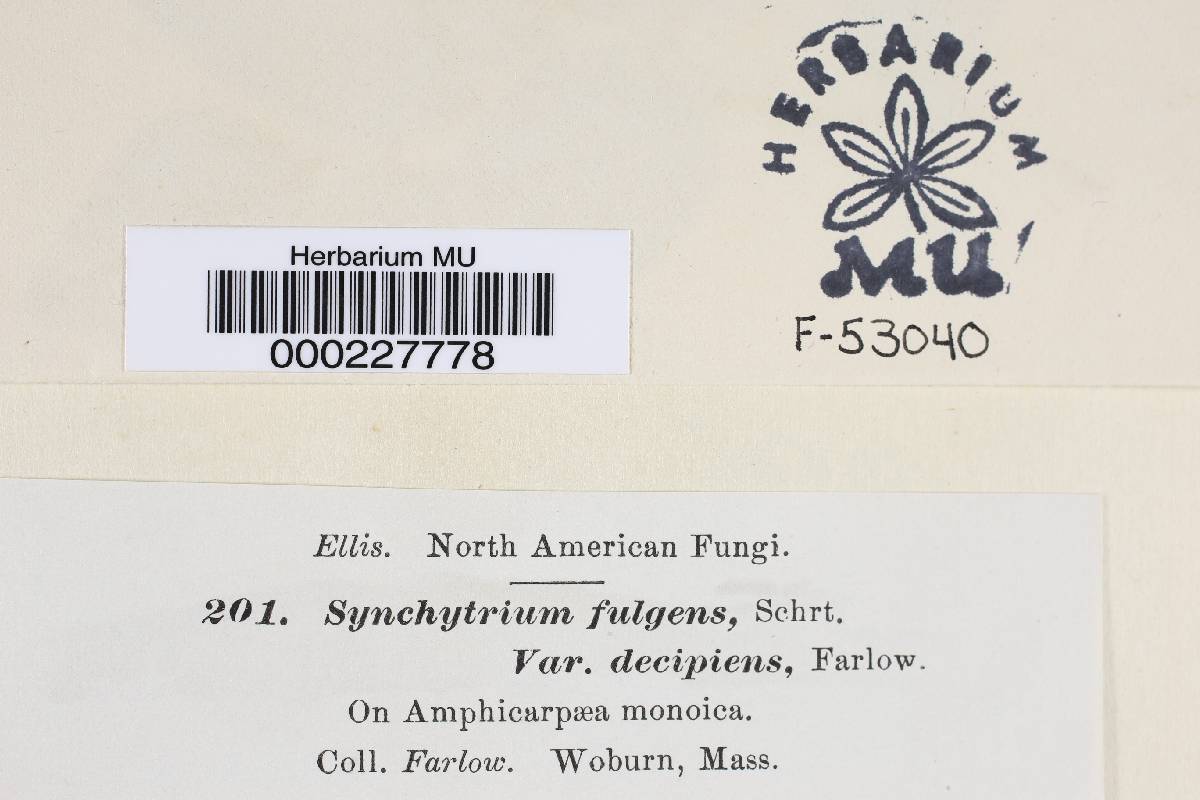 HERBARIUM
MU
F-53040
Herbarium MU
000227778
Ellis. North American Fungi.
201. Synchytrium fulgens, Schrt.
Var. decipiens, Farlow.
On Amphicarpæa monoica.
Coll. Farlow. Woburn, Mass.